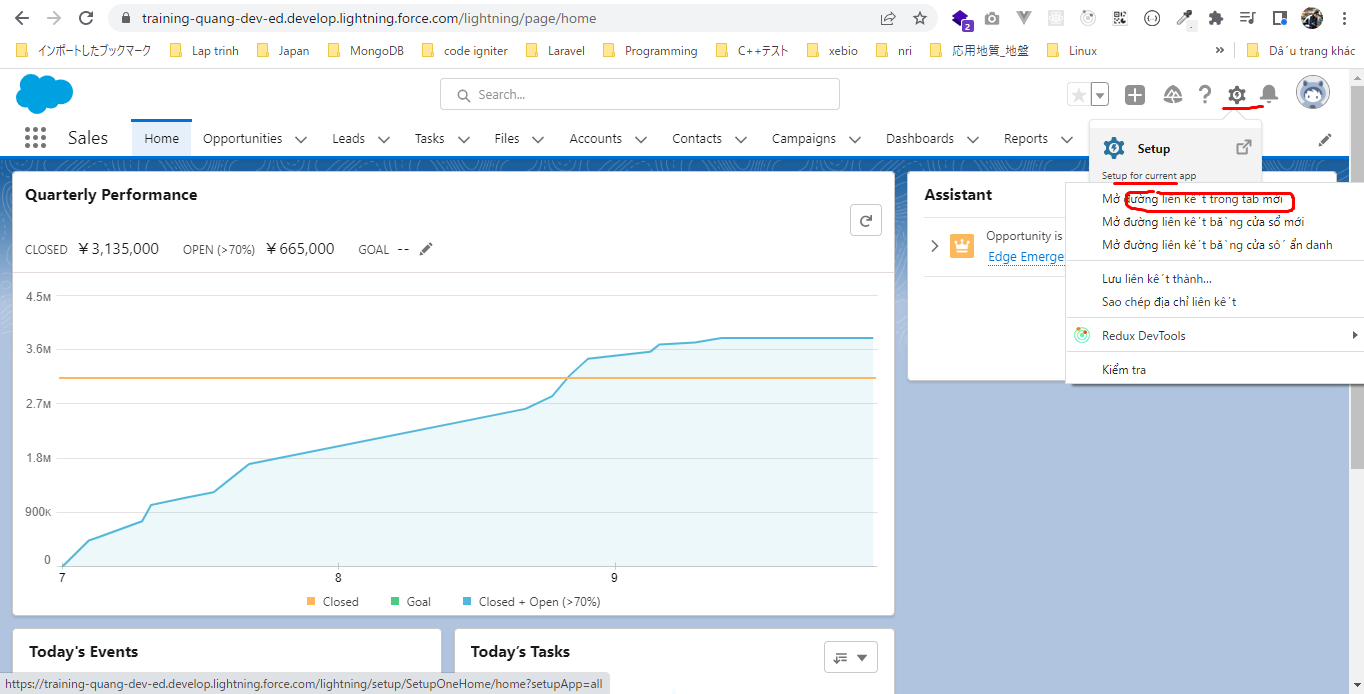 training-quang-dev-ed.develop.lightning.force.com/lightning/page/home
2
インポートしたブックマーク Lap trinh Japan MongoDB code igniter Laravel Programming C++テスト xebio nri 応用地質_地盤 Linux » Dấu trang khác
Search...
Sales Home Opportunities Leads Tasks Files Accounts Contacts Campaigns Dashboards Reports
Setup
Setup for current app
Quarterly Performance
CLOSED ¥3,135,000 OPEN (>70%) ¥665,000 GOAL --
4.5M
3.6M
2.7M
1.8M
900K
0
7 8 9
Closed Goal Closed + Open (>70%)
Assistant
Opportunity is
Edge Emerge
Mở đường liên kết trong tab mới
Mở đường liên kết bằng cửa sổ mới
Mở đường liên kết bằng cửa sổ ẩn danh
Lưu liên kết thành...
Sao chép địa chỉ liên kết
Redux DevTools
Kiểm tra
Today's Events
Today's Tasks
https://training-quang-dev-ed.develop.lightning.force.com/lightning/setup/SetupOneHome/home?setupApp=all